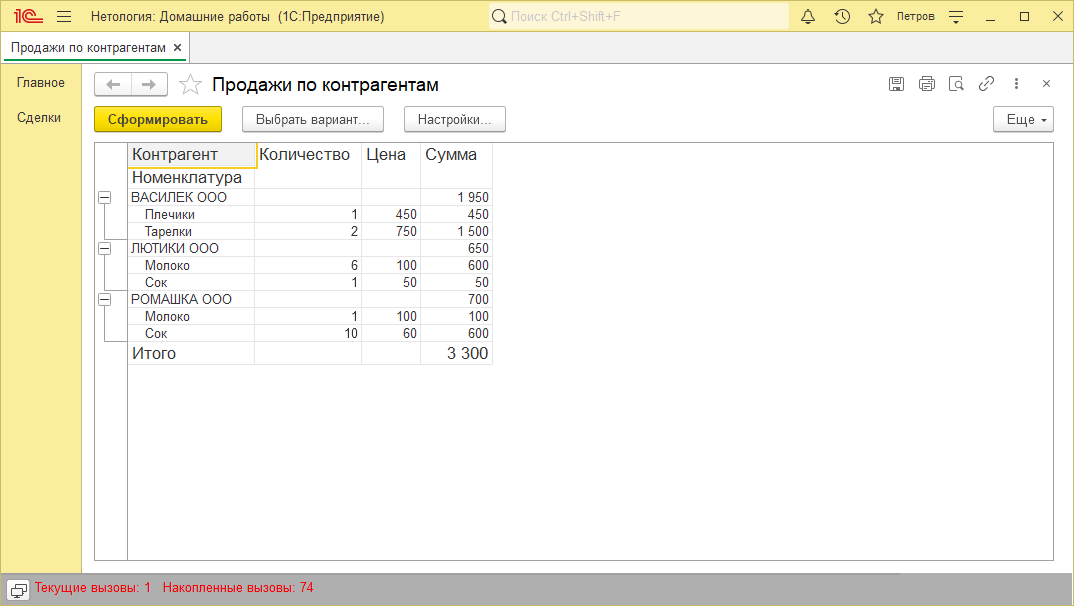 1С Нетология: Домашние работы (1С:Предприятие) Поиск Ctrl+Shift+F Петров
Продажи по контрагентам ×
Главное
Сделки
Продажи по контрагентам
Сформировать Выбрать вариант... Настройки... Еще
Контрагент Количество Цена Сумма
Номенклатура
ВАСИЛЕК ООО 1 950
Плечики 1 450 450
Тарелки 2 750 1 500
ЛЮТИКИ ООО 650
Молоко 6 100 600
Сок 1 50 50
РОМАШКА ООО 700
Молоко 1 100 100
Сок 10 60 600
Итого 3 300
Текущие вызовы: 1 Накопленные вызовы: 74